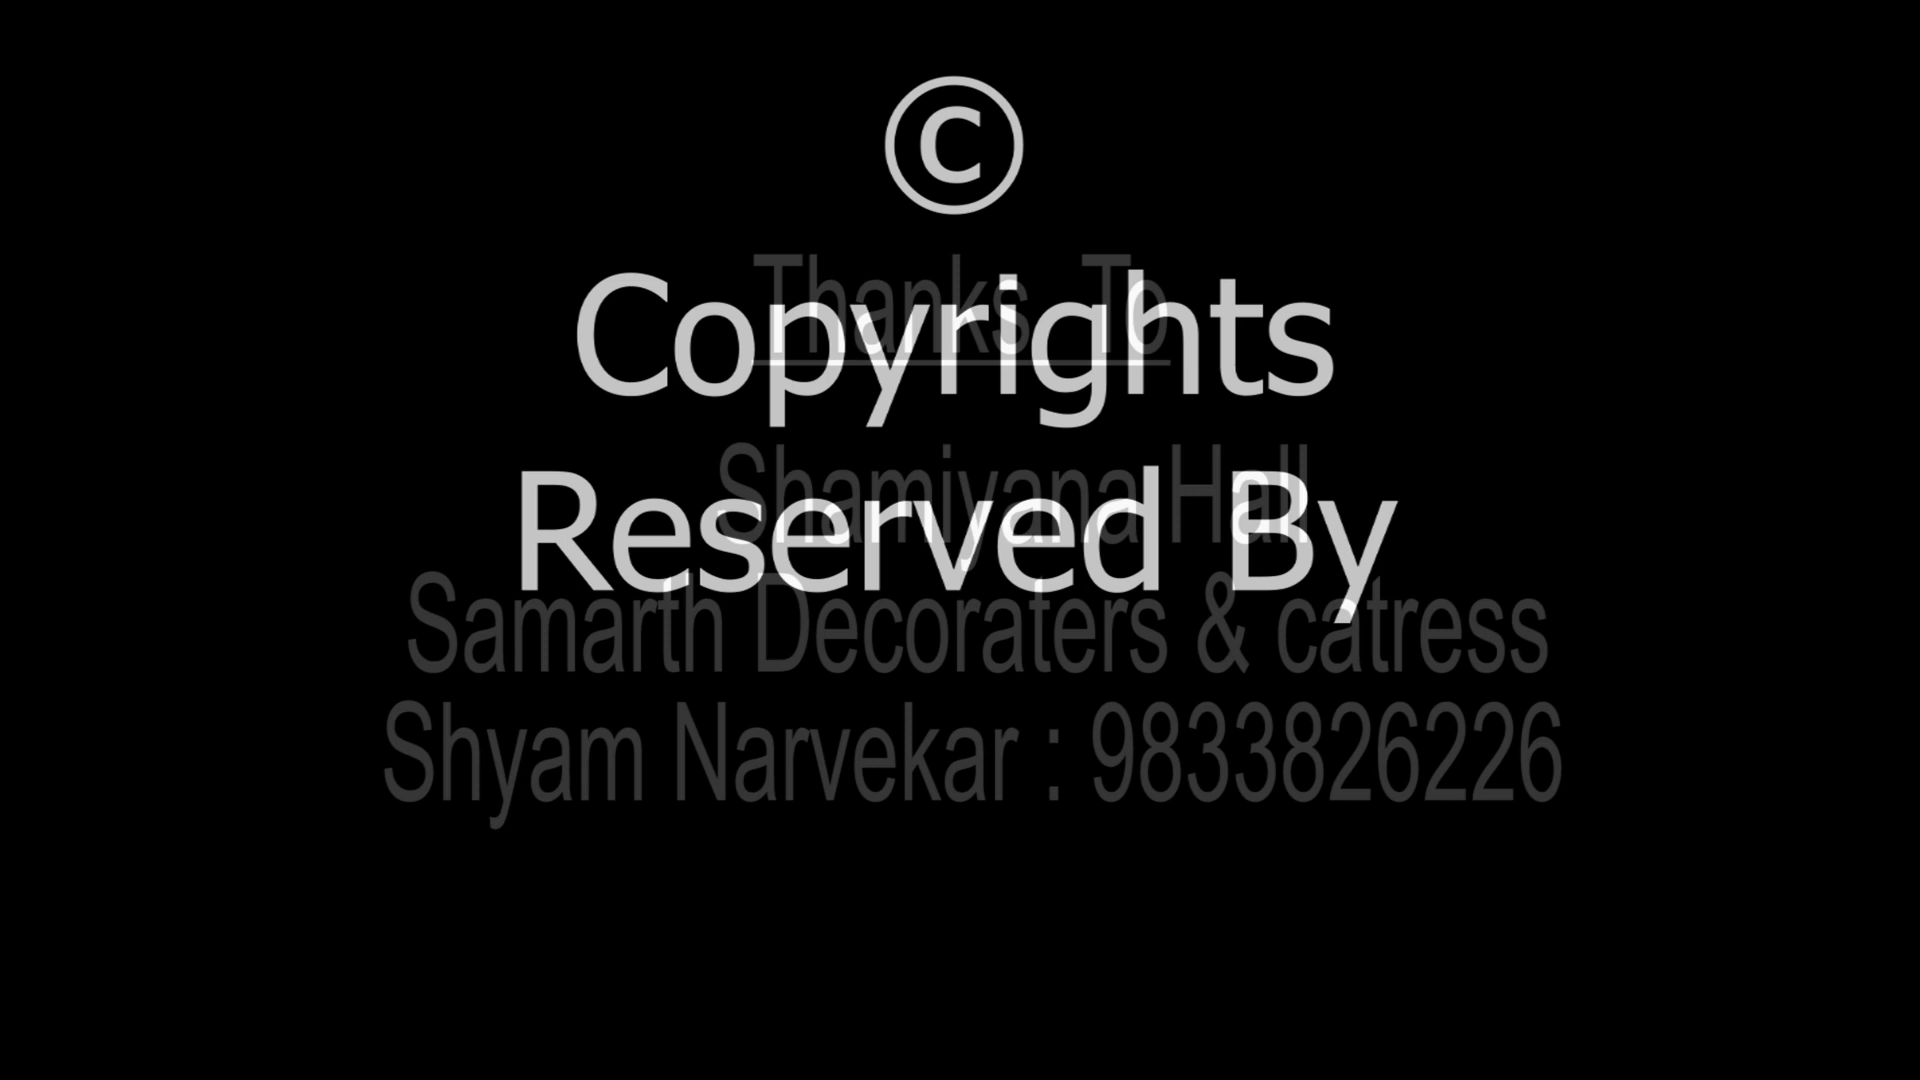 ©
Thanks To
Copyrights
Shamiyana Hall
Reserved By
Samarth Decoraters & catress
Shyam Narvekar : 9833826226